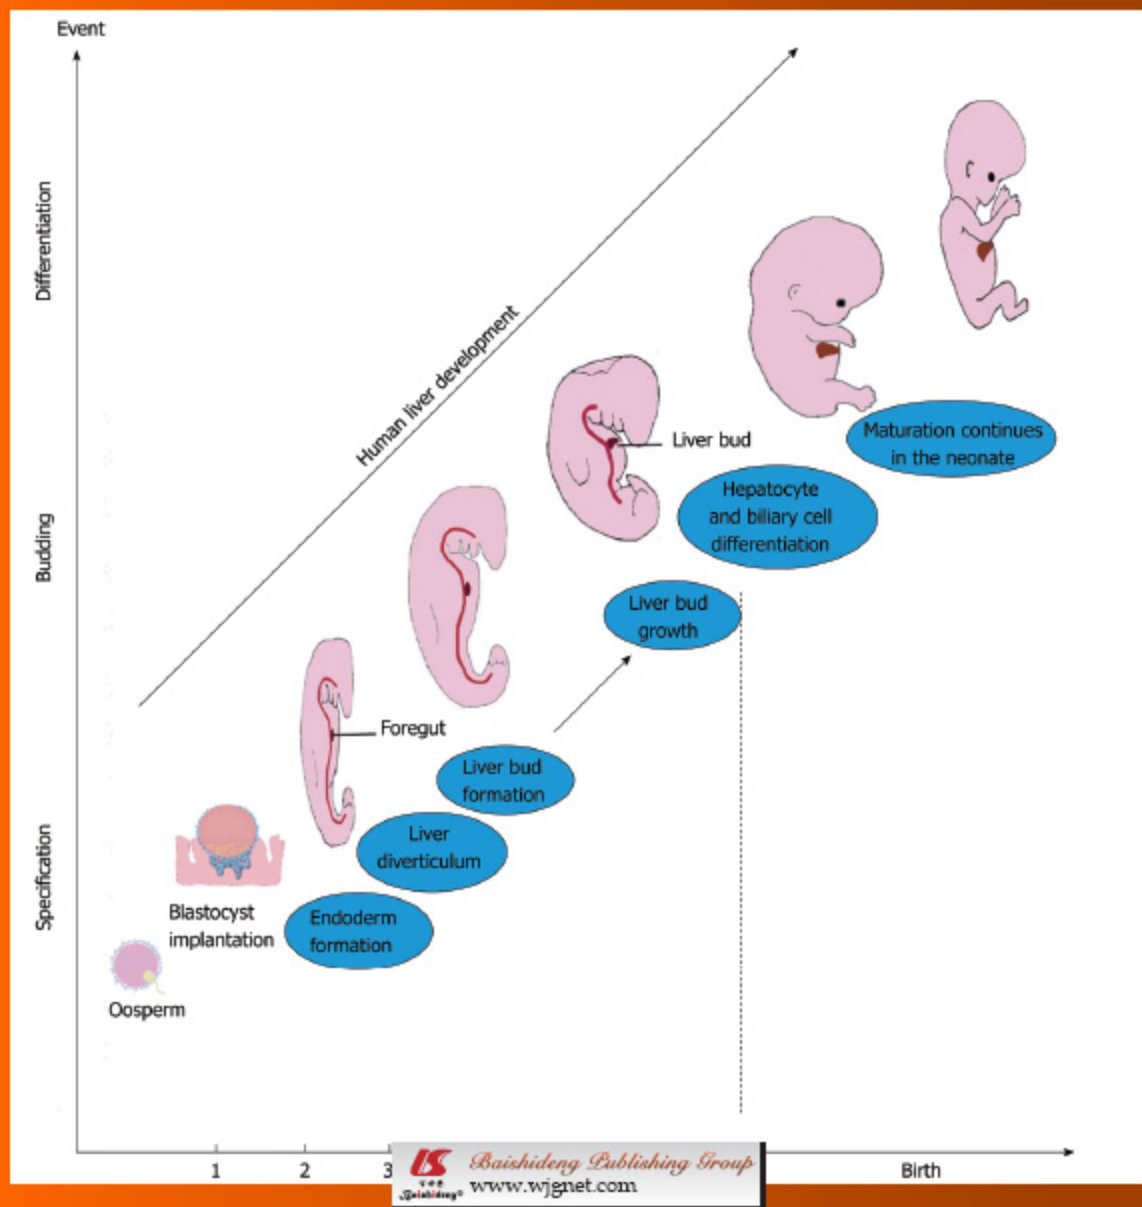 Event
Differentiation
Human liver development
Liver bud
Maturation continues
in the neonate
Hepatocyte
and biliary cell
differentiation
Budding
Liver bud
growth
Foregut
Liver bud
formation
Liver
diverticulum
Specification
Blastocyst
implantation
Endoderm
formation
Oosperm
1 2 3
Birth
Baishideng Publishing Group
www.wjgnet.com
Baishideng®